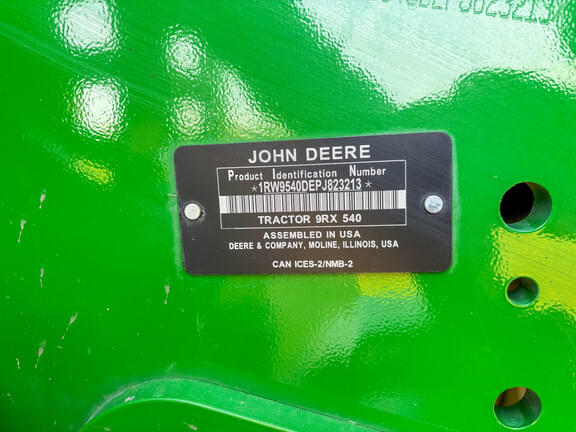 JOHN DEERE
Product Identification Number
*1RW9540DEPJ823213*
TRACTOR 9RX 540
ASSEMBLED IN USA
DEERE & COMPANY, MOLINE, ILLINOIS, USA
CAN ICES-2/NMB-2